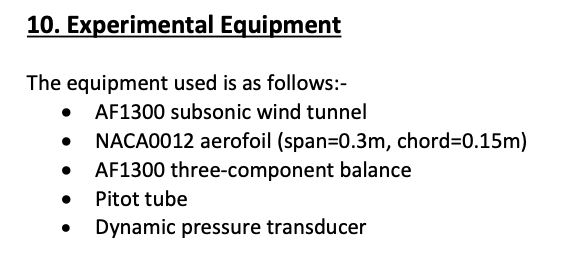 10. Experimental Equipment
The equipment used is as follows:-
• AF1300 subsonic wind tunnel
• NACA0012 aerofoil (span=0.3m, chord=0.15m)
• AF1300 three-component balance
• Pitot tube
• Dynamic pressure transducer